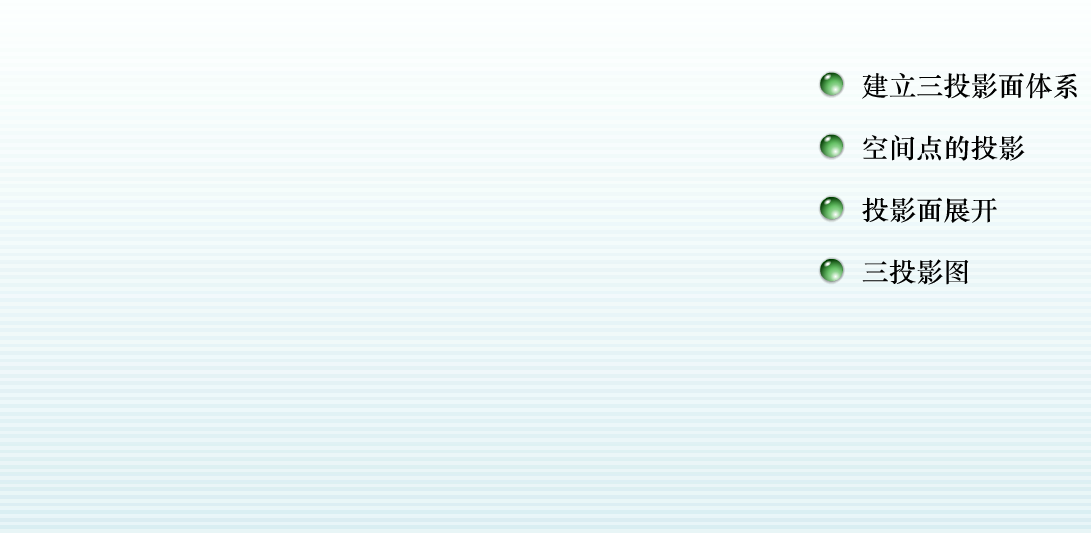 建立三投影面体系
空间点的投影
投影面展开
三投影图